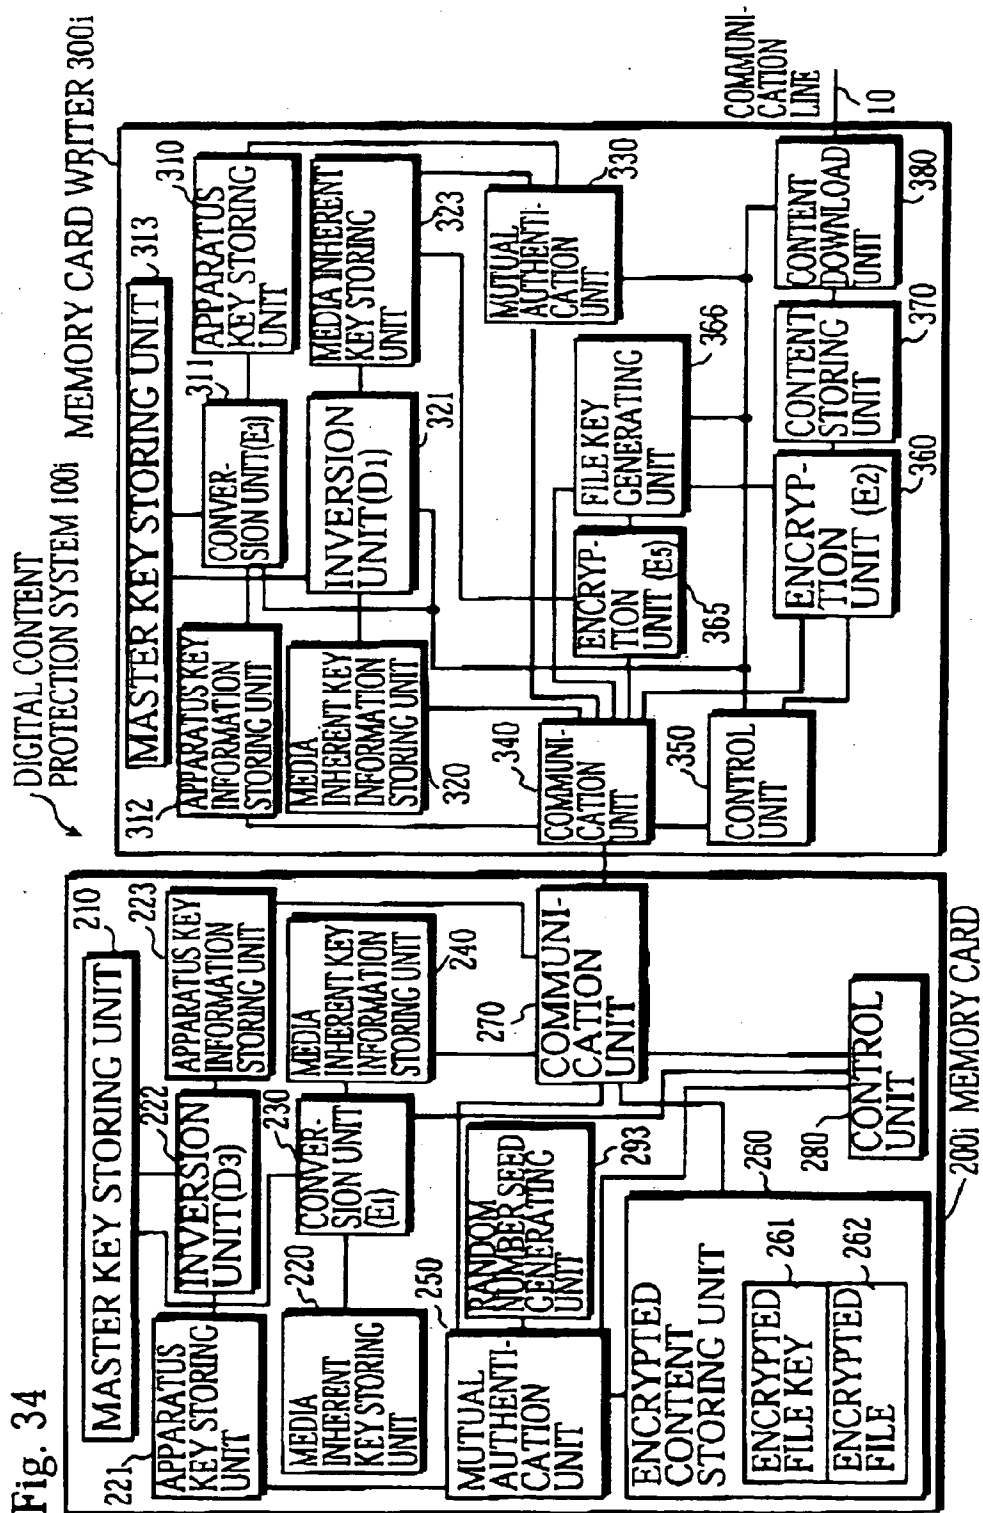 Fig. 34
DIGITAL CONTENT
PROTECTION SYSTEM 100i
MASTER KEY STORING UNIT
210
221
APPARATUS
KEY STORING
UNIT
222
INVERSION
UNIT(D3)
223
APPARATUS KEY
INFORMATION
STORING UNIT
220
MEDIA
INHERENT
KEY STORING
UNIT
230
CONVER-
SION UNIT
(E1)
240
MEDIA
INHERENT KEY
INFORMATION
STORING UNIT
250
MUTUAL
AUTHENTI-
CATION
UNIT
RANDOM
NUMBER SEED
GENERATING
UNIT
293
270
COMMUNI-
CATION
UNIT
ENCRYPTED
CONTENT
STORING UNIT
260
ENCRYPTED
FILE KEY
261
ENCRYPTED
FILE
262
280
CONTROL
UNIT
200i MEMORY CARD
MEMORY CARD WRITER 300i
MASTER KEY STORING UNIT
313
312
APPARATUS KEY
INFORMATION
STORING UNIT
311
CONVER-
SION UNIT(E3)
310
APPARATUS
KEY STORING
UNIT
MEDIA
INHERENT KEY
INFORMATION
STORING UNIT
320
INVERSION
UNIT(D1)
321
MEDIA INHERENT
KEY STORING
UNIT
323
MUTUAL
AUTHENTI-
CATION
UNIT
330
340
COMMUNI-
CATION
UNIT
ENCRYP-
TION
UNIT (E5)
365
FILE KEY
GENERATING
UNIT
366
350
CONTROL
UNIT
ENCRYP-
TION
UNIT (E2)
360
CONTENT
STORING
UNIT
370
CONTENT
DOWNLOAD
UNIT
380
COMMUNI-
CATION
LINE
10